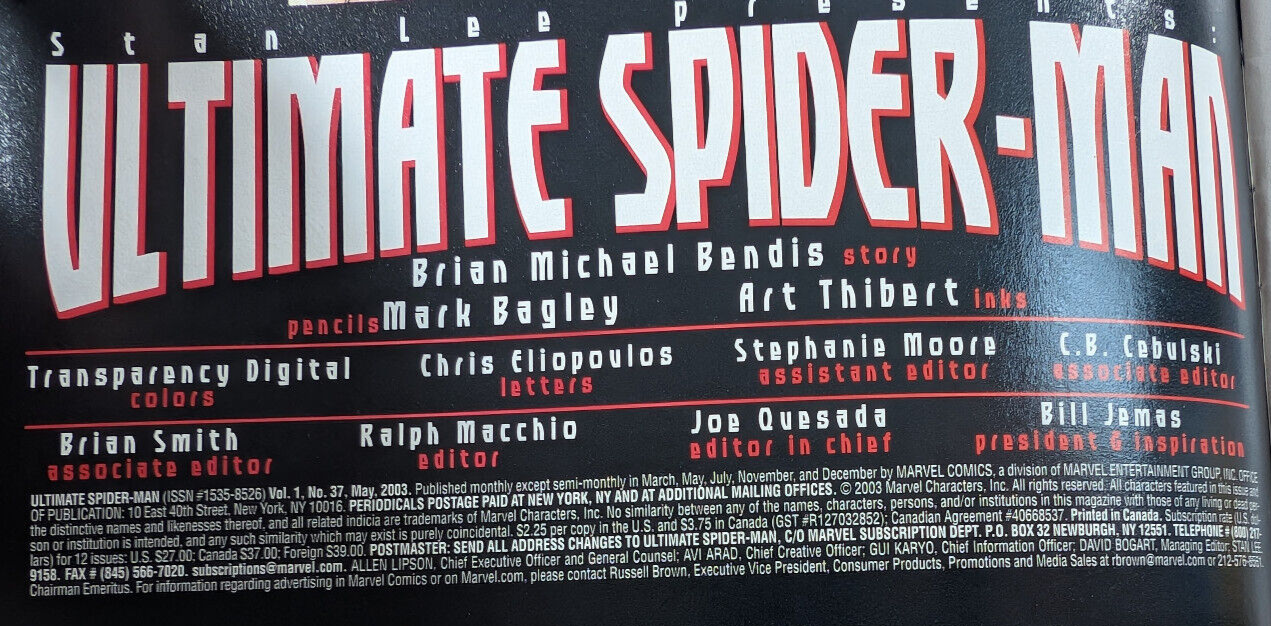 Stan Lee presents:
ULTIMATE SPIDER-MAN
Brian Michael Bendis story
pencils Mark Bagley Art Thibert inks
Transparency Digital Chris Eliopoulos Stephanie Moore C.B. Cebulski
colors letters assistant editor associate editor
Brian Smith Ralph Macchio Joe Quesada Bill Jemas
associate editor editor editor in chief president & inspiration
ULTIMATE SPIDER-MAN (ISSN #1535-8526) Vol. 1, No. 37, May, 2003. Published monthly except semi-monthly in March, May, July, November, and December by MARVEL COMICS, a division of MARVEL ENTERTAINMENT GROUP, INC. OFFICE
OF PUBLICATION: 10 East 40th Street, New York, NY 10016. PERIODICALS POSTAGE PAID AT NEW YORK, NY AND AT ADDITIONAL MAILING OFFICES. © 2003 Marvel Characters, Inc. All rights reserved. All characters featured in this issue and
the distinctive names and likenesses thereof, and all related indicia are trademarks of Marvel Characters, Inc. No similarity between any of the names, characters, persons, and/or institutions in this magazine with those of any living or dead per-
son or institution is intended, and any such similarity which may exist is purely coincidental. $2.25 per copy in the U.S. and $3.75 in Canada (GST #R127032852); Canadian Agreement #40668537. Printed in Canada. Subscription rate (U.S. dol-
lars) for 12 issues: U.S. $27.00; Canada $37.00; Foreign $39.00. POSTMASTER: SEND ALL ADDRESS CHANGES TO ULTIMATE SPIDER-MAN, C/O MARVEL SUBSCRIPTION DEPT. P.O. BOX 32 NEWBURGH, NY 12551. TELEPHONE # (800) 217-
9158. FAX # (845) 566-7020. subscriptions@marvel.com. ALLEN LIPSON, Chief Executive Officer and General Counsel; AVI ARAD, Chief Creative Officer; GUI KARYO, Chief Information Officer; DAVID BOGART, Managing Editor; STAN LEE,
Chairman Emeritus. For information regarding advertising in Marvel Comics or on Marvel.com, please contact Russell Brown, Executive Vice President, Consumer Products, Promotions and Media Sales at rbrown@marvel.com or